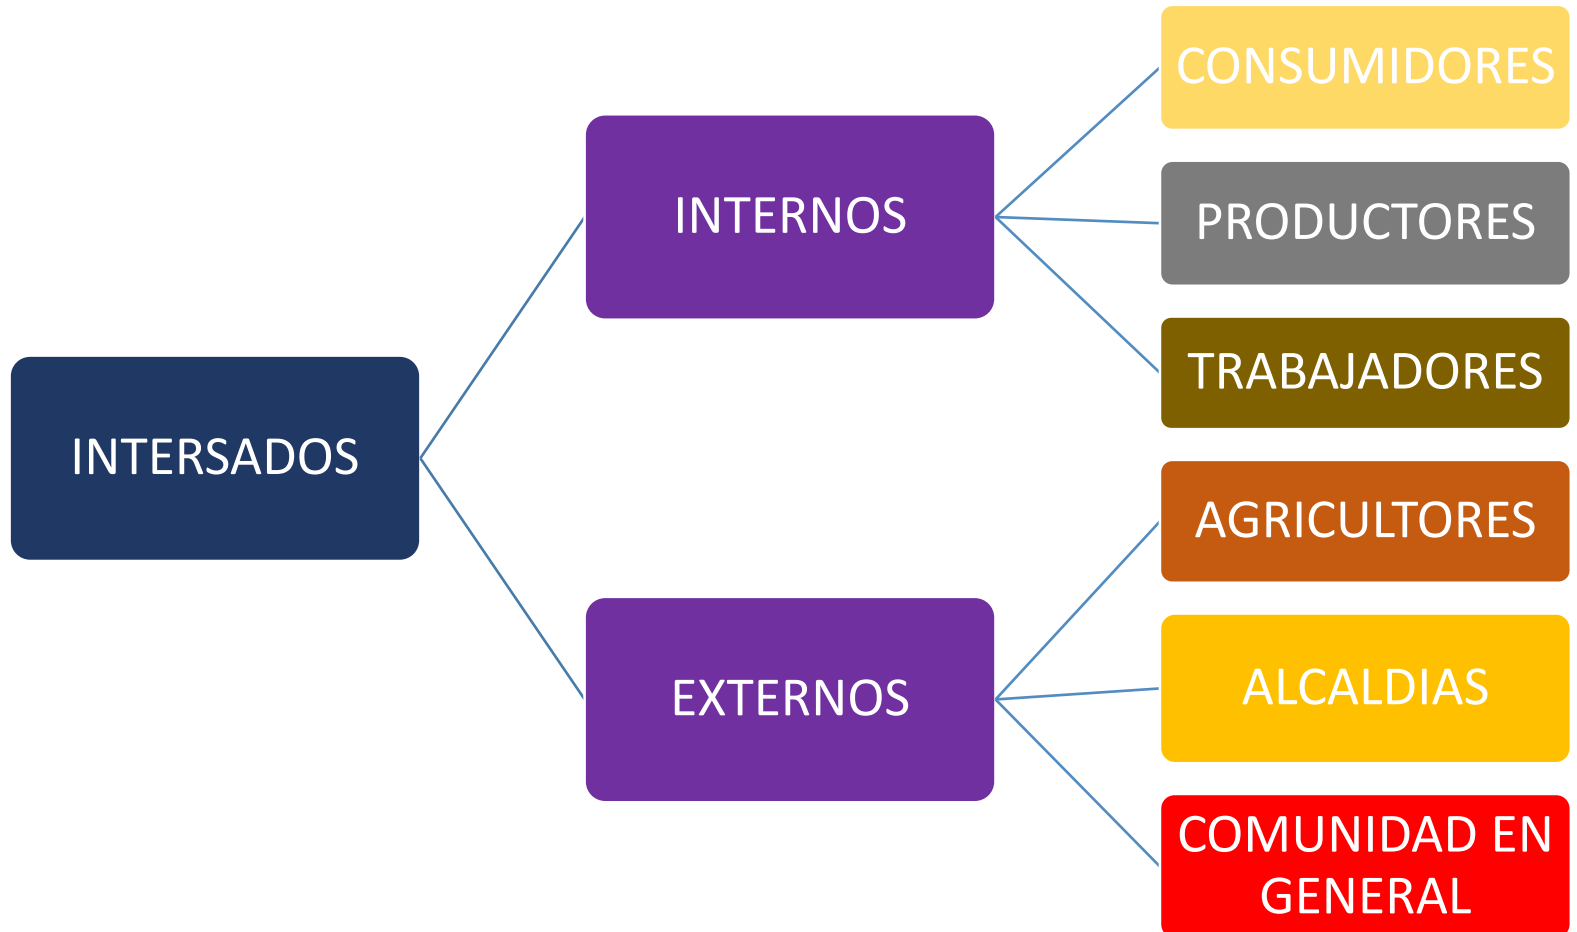 INTERSADOS
INTERNOS
CONSUMIDORES
PRODUCTORES
TRABAJADORES
EXTERNOS
AGRICULTORES
ALCALDIAS
COMUNIDAD EN
GENERAL